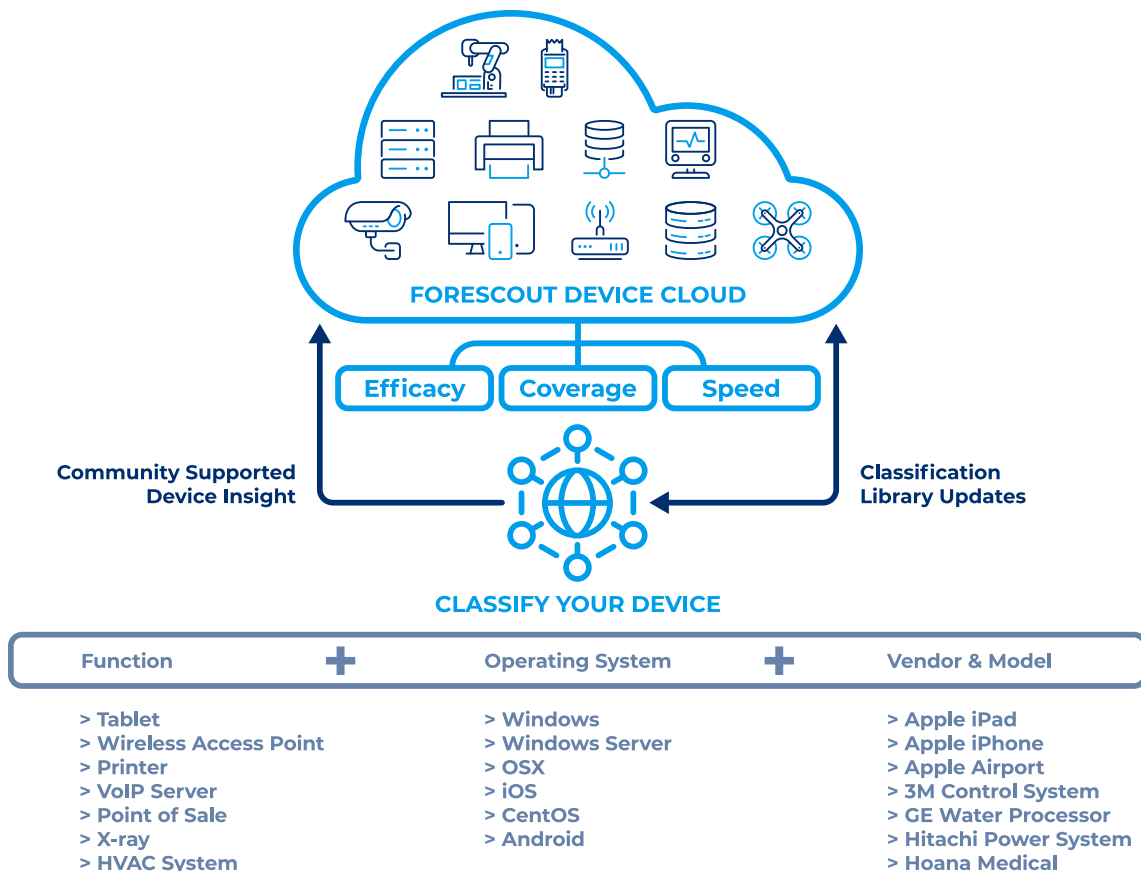 FORESCOUT DEVICE CLOUD
Efficacy
Coverage
Speed
Community Supported
Device Insight
Classification
Library Updates
CLASSIFY YOUR DEVICE
Function + Operating System + Vendor & Model
> Tablet
> Wireless Access Point
> Printer
> VoIP Server
> Point of Sale
> X-ray
> HVAC System
> Windows
> Windows Server
> OSX
> iOS
> CentOS
> Android
> Apple iPad
> Apple iPhone
> Apple Airport
> 3M Control System
> GE Water Processor
> Hitachi Power System
> Hoana Medical